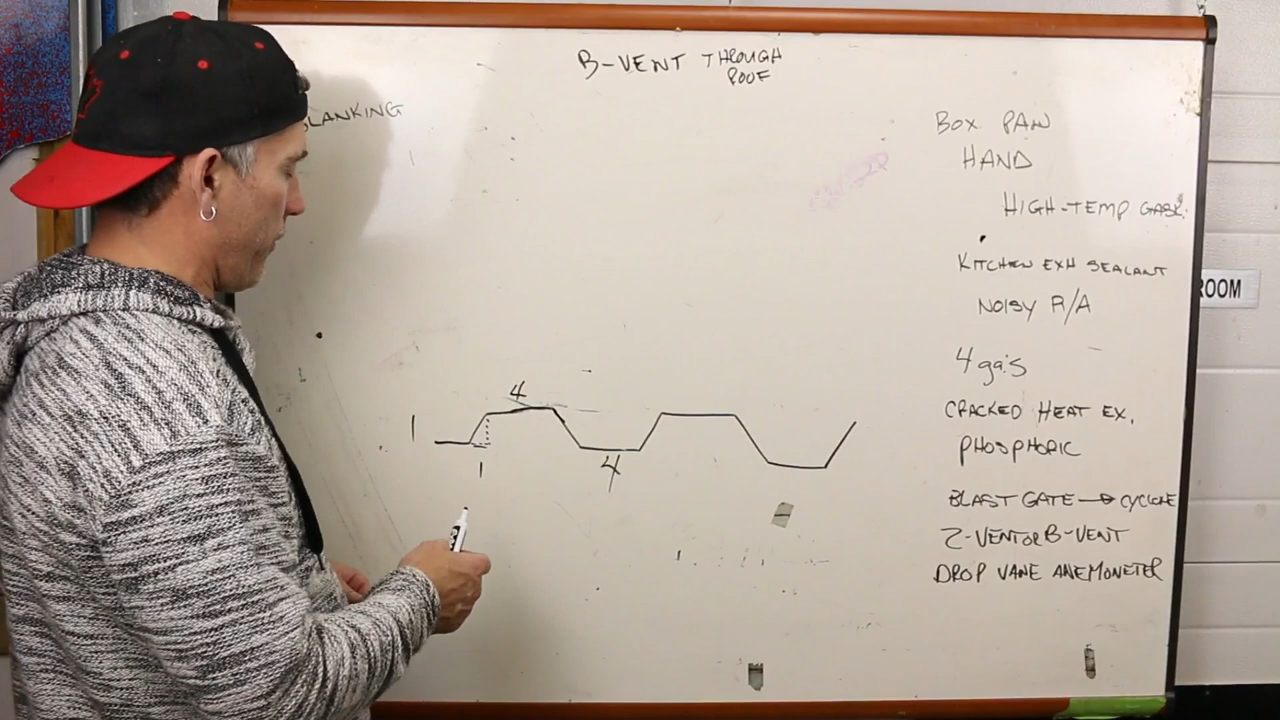 B-VENT THROUGH
ROOF
LANKING
BOX PAN
HAND
HIGH-TEMP GASK.
KITCHEN EXH SEALANT
NOISY R/A
4 gas
CRACKED HEAT EX.
PHOSPHORIC
BLAST GATE → CYCLONE
Z-VENT or B-VENT
DROP VANE ANEMOMETER
4
1
1
4
ROOM